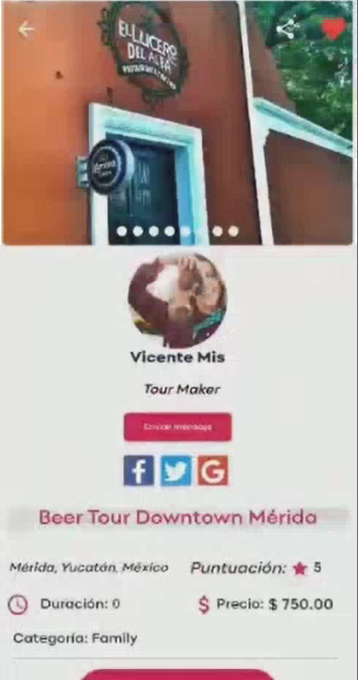 EL LUCERO
DEL ALBA
Vicente Mis
Tour Maker
Enviar mensaje
Beer Tour Downtown Mérida
Mérida, Yucatán, México
Puntuación: ★ 5
Duración: 0
$ Precio: $ 750.00
Categoría: Family